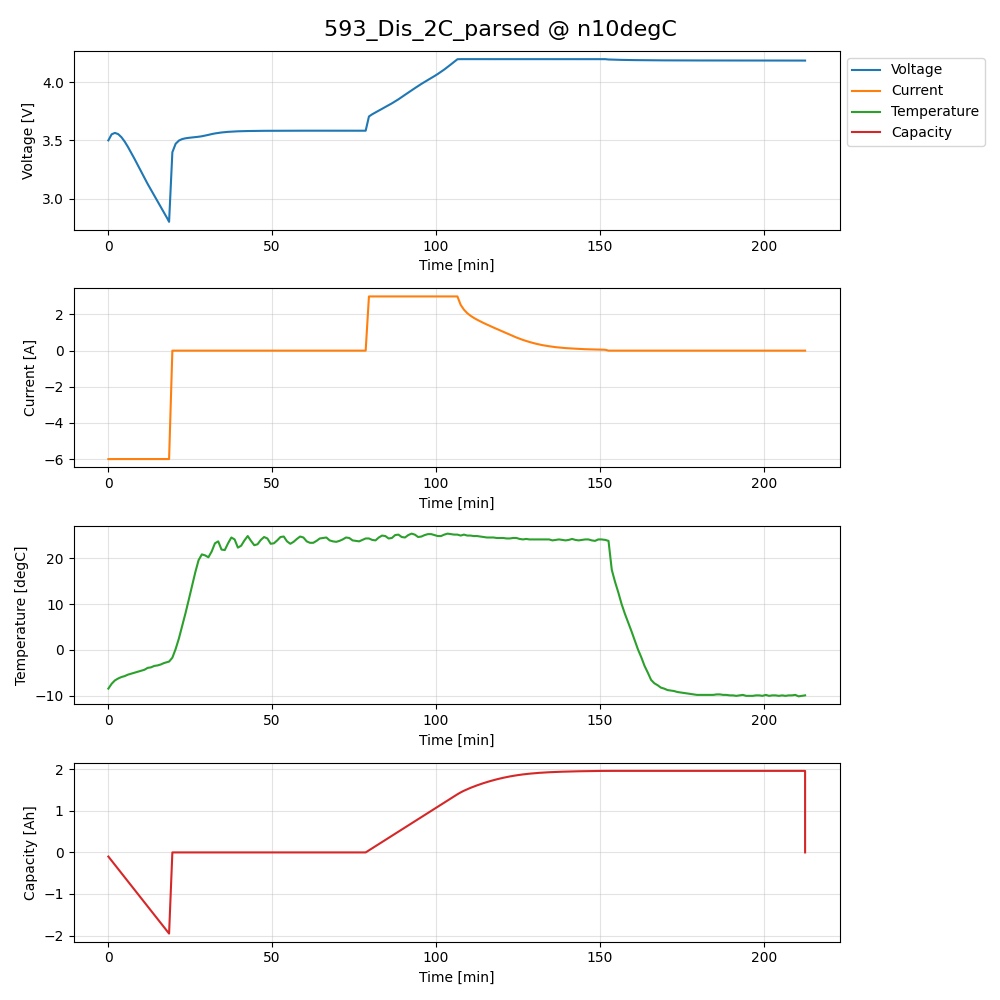 593_Dis_2C_parsed @ n10degC
Voltage [V]
4.0
3.5
3.0
0 50 100 150 200
Time [min]
Voltage
Current
Temperature
Capacity
Current [A]
2
0
−2
−4
−6
0 50 100 150 200
Time [min]
Temperature [degC]
20
10
0
−10
0 50 100 150 200
Time [min]
Capacity [Ah]
2
1
0
−1
−2
0 50 100 150 200
Time [min]